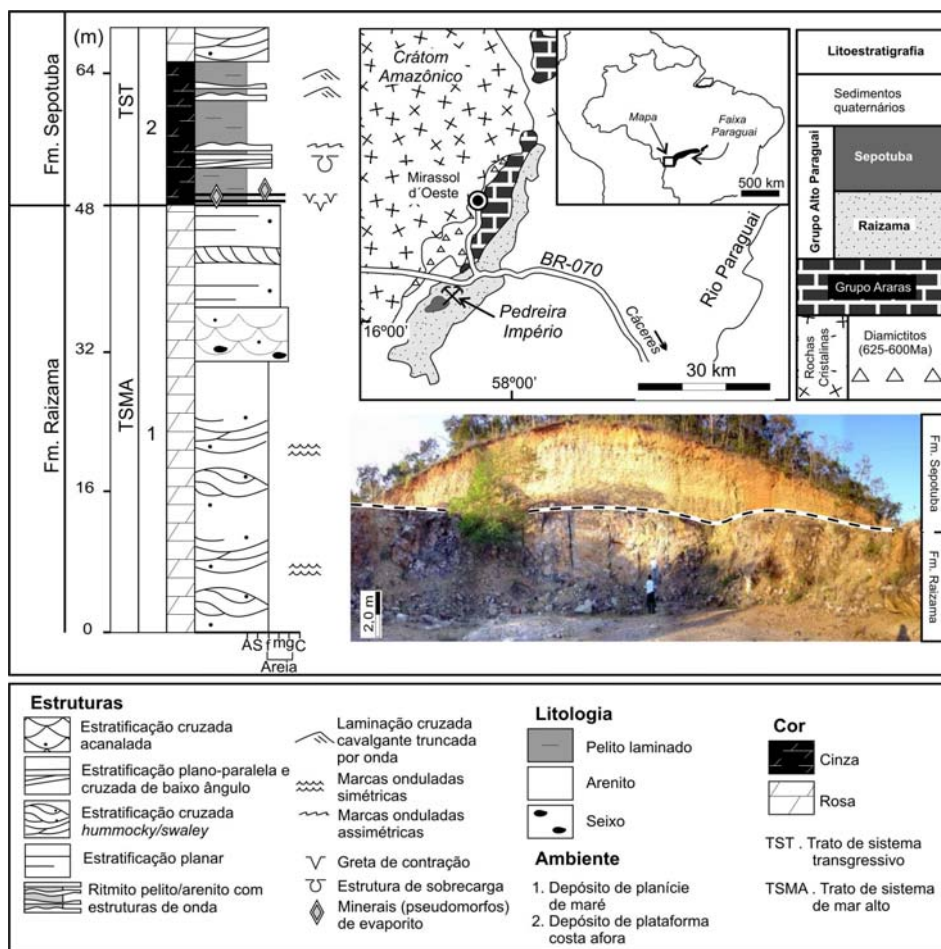 (m)
64
48
32
16
0
Fm. Sepotuba
Fm. Raizama
TST
TSMA
2
1
A S f m g C
Areia
Crátom
Amazônico
Mirassol
d´Oeste
BR-070
Pedreira
Império
16º00’
58º00’
Cáceres
Rio Paraguai
30 km
Mapa
Faixa
Paraguai
500 km
Litoestratigrafia
Sedimentos
quaternários
Grupo Alto Paraguai
Sepotuba
Raizama
Grupo Araras
Rochas
Cristalinas
Diamictitos
(625-600Ma)
2,0 m
Fm. Sepotuba
Fm. Raizama
Estruturas
Estratificação cruzada
acanalada
Estratificação plano-paralela e
cruzada de baixo ângulo
Estratificação cruzada
hummocky/swaley
Estratificação planar
Ritmito pelito/arenito com
estruturas de onda
Laminação cruzada
cavalgante truncada
por onda
Marcas onduladas
simétricas
Marcas onduladas
assimétricas
Greta de contração
Estrutura de sobrecarga
Minerais (pseudomorfos)
de evaporito
Litologia
Pelito laminado
Arenito
Seixo
Ambiente
1. Depósito de planície
de maré
2. Depósito de plataforma
costa afora
Cor
Cinza
Rosa
TST . Trato de sistema
transgressivo
TSMA . Trato de sistema
de mar alto